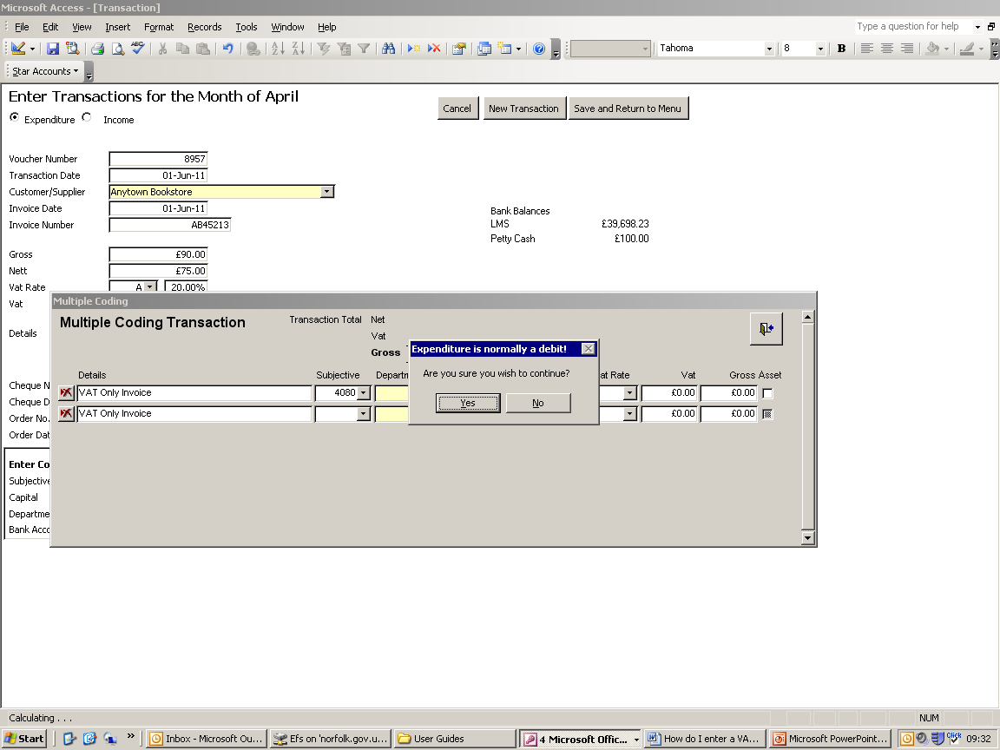 Microsoft Access - [Transaction]
File Edit View Insert Format Records Tools Window Help Type a question for help
Tahoma 8 B
Star Accounts
Enter Transactions for the Month of April
Cancel New Transaction Save and Return to Menu
Expenditure Income
Voucher Number 8957
Transaction Date 01-Jun-11
Customer/Supplier Anytown Bookstore
Invoice Date 01-Jun-11
Bank Balances
Invoice Number AB45213
LMS £39,698.23
Petty Cash £100.00
Gross £90.00
Nett £75.00
Vat Rate A 20.00%
Vat
Details
Cheque N
Cheque D
Order No.
Order Dat
Enter Co
Subjective
Capital
Departme
Bank Acco
Multiple Coding
Multiple Coding Transaction
Transaction Total Net
Vat
Gross
Expenditure is normally a debit!
Are you sure you wish to continue?
Yes No
Details Subjective Departm at Rate Vat Gross Asset
VAT Only Invoice 4080 £0.00 £0.00
VAT Only Invoice £0.00 £0.00
Calculating . . . NUM
Start » Inbox - Microsoft Ou... Efs on 'norfolk.gov.u... User Guides 4 Microsoft Offic... How do I enter a VA... Microsoft PowerPoint... Click 09:32